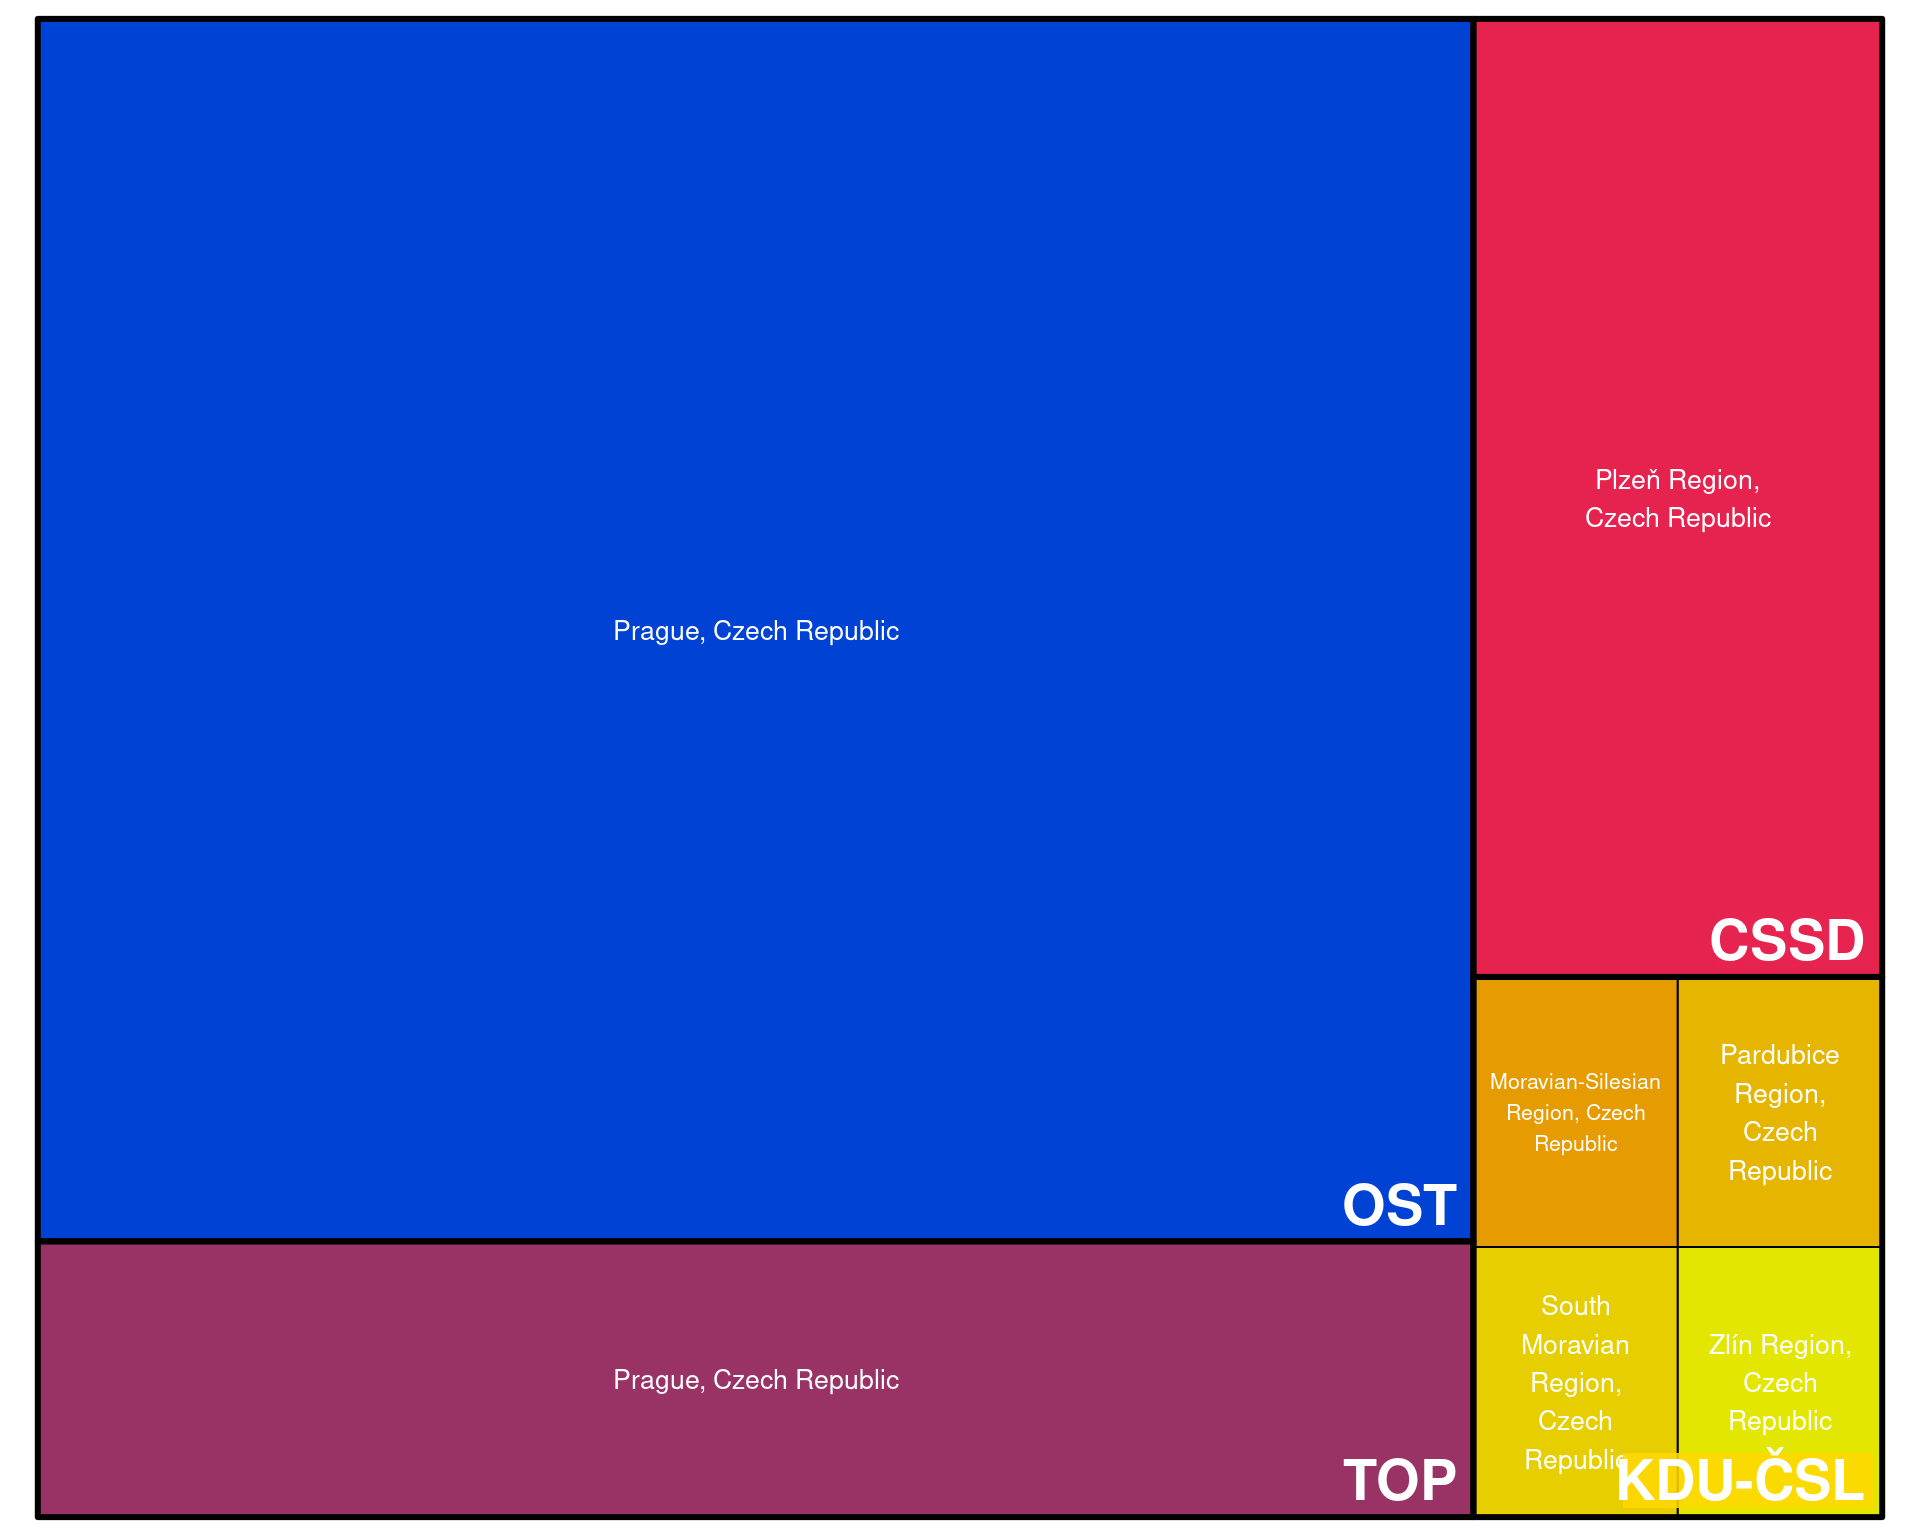 Prague, Czech Republic
OST
Prague, Czech Republic
TOP
Plzeň Region,
Czech Republic
CSSD
Moravian-Silesian
Region, Czech
Republic
Pardubice
Region,
Czech
Republic
South
Moravian
Region,
Czech
Republic
Zlín Region,
Czech
Republic
KDU-ČSL